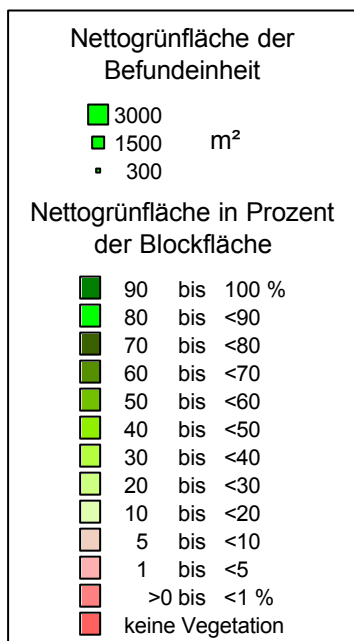 Nettogrünfläche der
Befundeinheit
3000
1500 m²
300
Nettogrünfläche in Prozent
der Blockfläche
90 bis 100 %
80 bis <90
70 bis <80
60 bis <70
50 bis <60
40 bis <50
30 bis <40
20 bis <30
10 bis <20
5 bis <10
1 bis <5
>0 bis <1 %
keine Vegetation